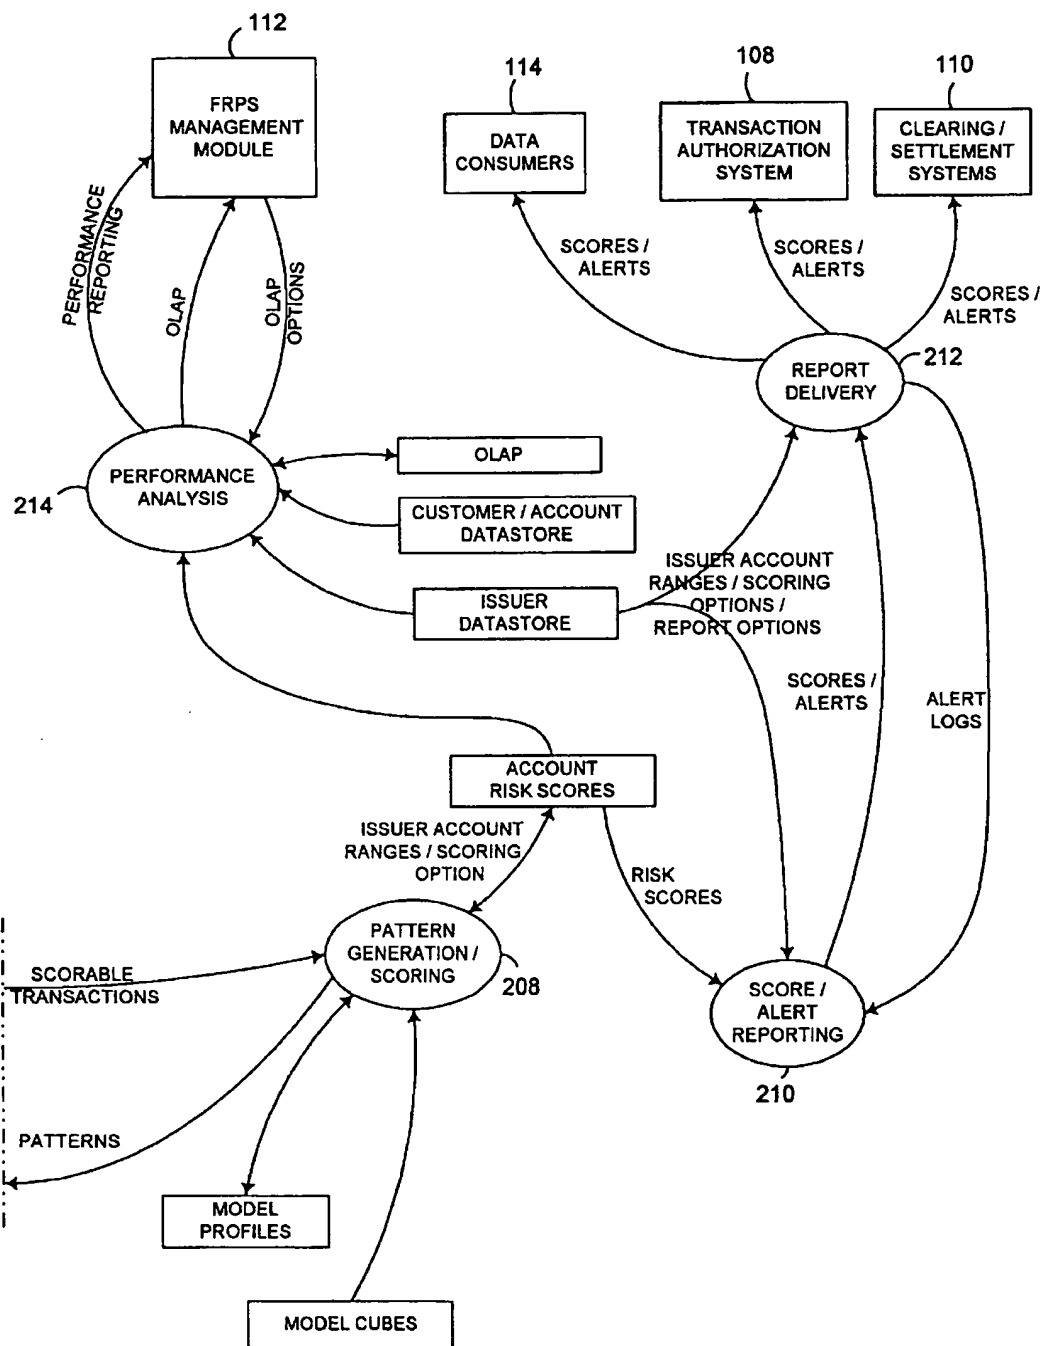 112
FRPS
MANAGEMENT
MODULE
114
DATA
CONSUMERS
108
TRANSACTION
AUTHORIZATION
SYSTEM
110
CLEARING /
SETTLEMENT
SYSTEMS
PERFORMANCE
REPORTING
OLAP
OLAP
OPTIONS
SCORES /
ALERTS
SCORES /
ALERTS
SCORES /
ALERTS
REPORT
DELIVERY
212
PERFORMANCE
ANALYSIS
214
OLAP
CUSTOMER / ACCOUNT
DATASTORE
ISSUER
DATASTORE
ISSUER ACCOUNT
RANGES / SCORING
OPTIONS /
REPORT OPTIONS
SCORES /
ALERTS
ALERT
LOGS
ACCOUNT
RISK SCORES
ISSUER ACCOUNT
RANGES / SCORING
OPTION
RISK
SCORES
PATTERN
GENERATION /
SCORING
208
SCORABLE
TRANSACTIONS
SCORE /
ALERT
REPORTING
210
PATTERNS
MODEL
PROFILES
MODEL CUBES